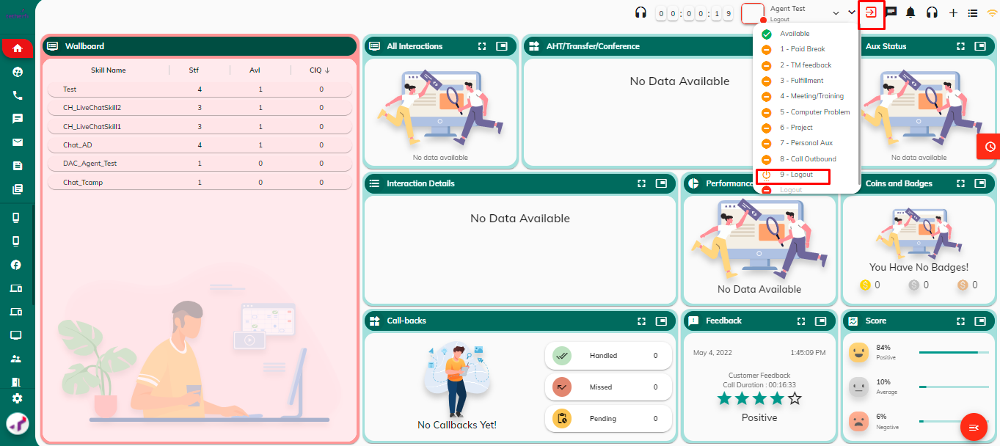 00:00:19
Agent Test
Logout
Available
1 - Paid Break
2 - TM feedback
3 - Fulfillment
4 - Meeting/Training
5 - Computer Problem
6 - Project
7 - Personal Aux
8 - Call Outbound
9 - Logout
Logout
Wallboard
Skill Name Stf Avl CIQ ↓
Test 4 1 0
CH_LiveChatSkill2 3 1 0
CH_LiveChatSkill1 3 1 0
Chat_AD 4 1 0
DAC_Agent_Test 1 0 0
Chat_Tcamp 1 0 0
All Interactions
No data available
AHT/Transfer/Conference
No Data Available
Aux Status
No data available
Interaction Details
No Data Available
Performance
No Data Available
Coins and Badges
You Have No Badges!
0 0 0
Call-backs
No Callbacks Yet!
Handled 0
Missed 0
Pending 0
Feedback
May 4, 2022 1:45:09 PM
Customer Feedback
Call Duration : 00:16:33
Positive
Score
84%
Positive
10%
Average
6%
Negative